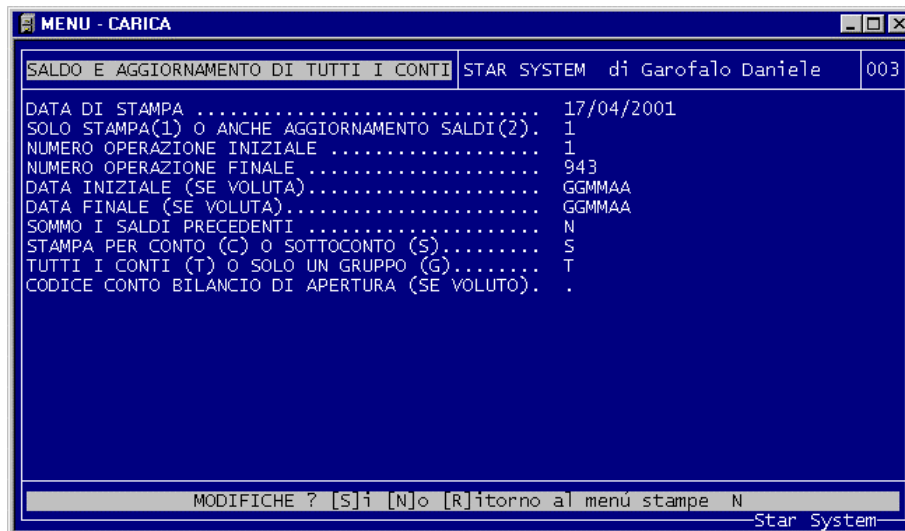 MENU - CARICA
SALDO E AGGIORNAMENTO DI TUTTI I CONTI STAR SYSTEM di Garofalo Daniele 003
DATA DI STAMPA .............................. 17/04/2001
SOLO STAMPA(1) O ANCHE AGGIORNAMENTO SALDI(2). 1
NUMERO OPERAZIONE INIZIALE ................... 1
NUMERO OPERAZIONE FINALE ..................... 943
DATA INIZIALE (SE VOLUTA)..................... GGMMAA
DATA FINALE (SE VOLUTA)....................... GGMMAA
SOMMO I SALDI PRECEDENTI ..................... N
STAMPA PER CONTO (C) O SOTTOCONTO (S)......... S
TUTTI I CONTI (T) O SOLO UN GRUPPO (G)........ T
CODICE CONTO BILANCIO DI APERTURA (SE VOLUTO). .
MODIFICHE ? [S]i [N]o [R]itorno al menú stampe N
Star System